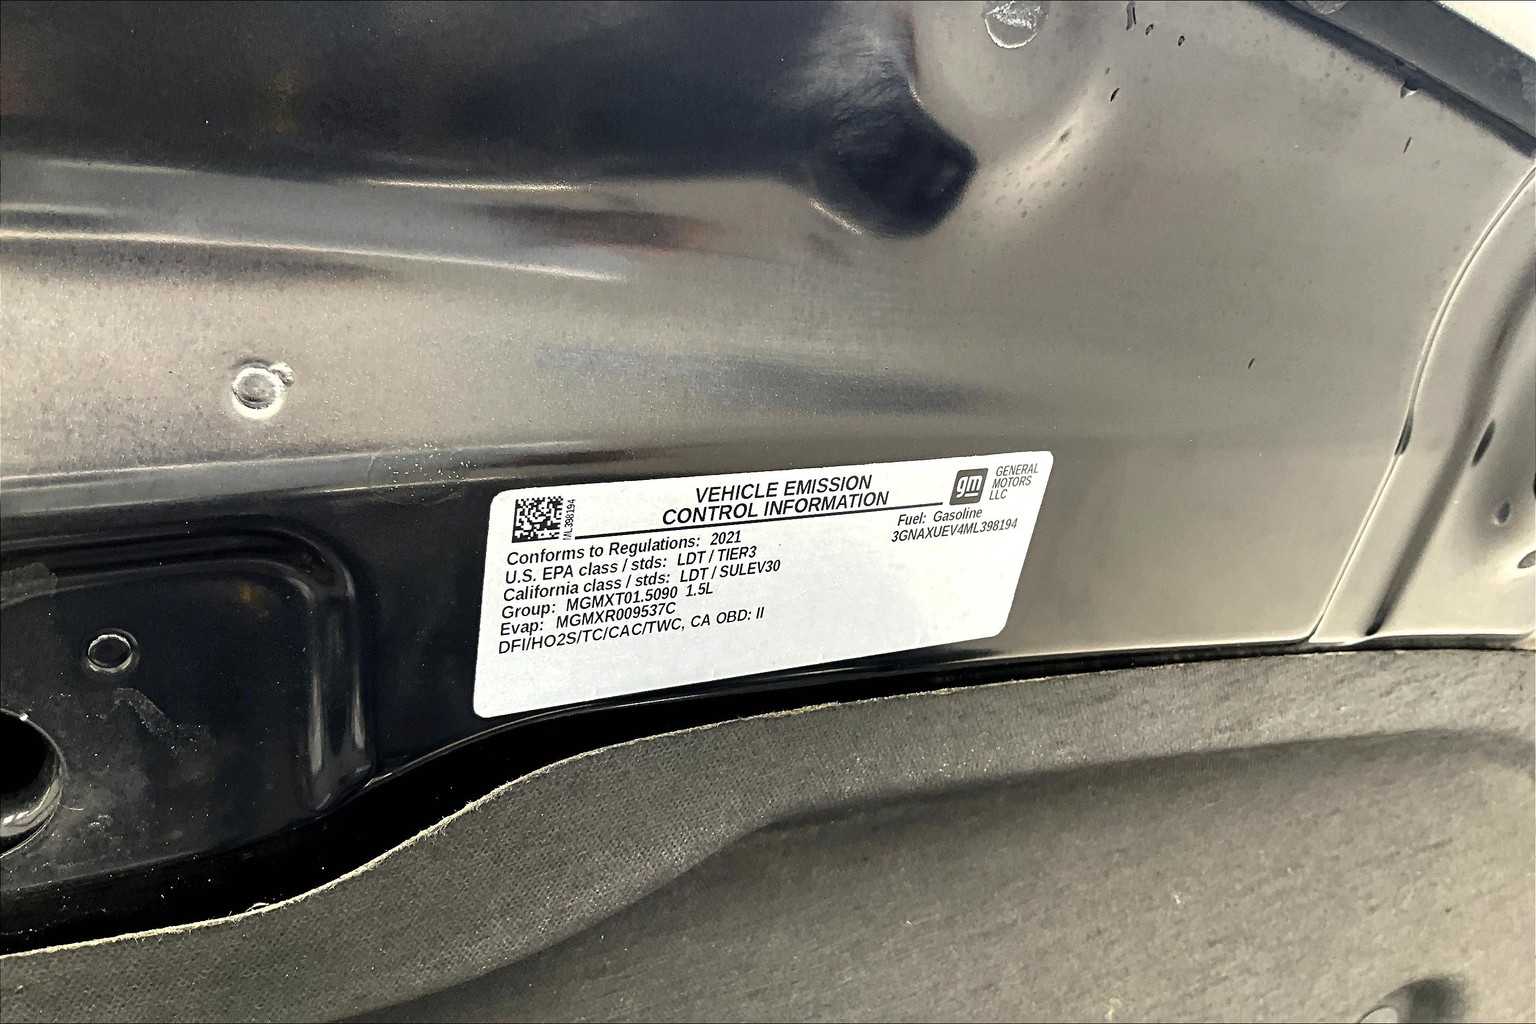 VEHICLE EMISSION
CONTROL INFORMATION
gm
GENERAL
MOTORS
LLC
ML398194
Fuel: Gasoline
3GNAXUEV4ML398194
Conforms to Regulations: 2021
U.S. EPA class / stds: LDT / TIER3
California class / stds: LDT / SULEV30
Group: MGMXT01.5090 1.5L
Evap: MGMXR009537C
DFI/HO2S/TC/CAC/TWC, CA OBD: II